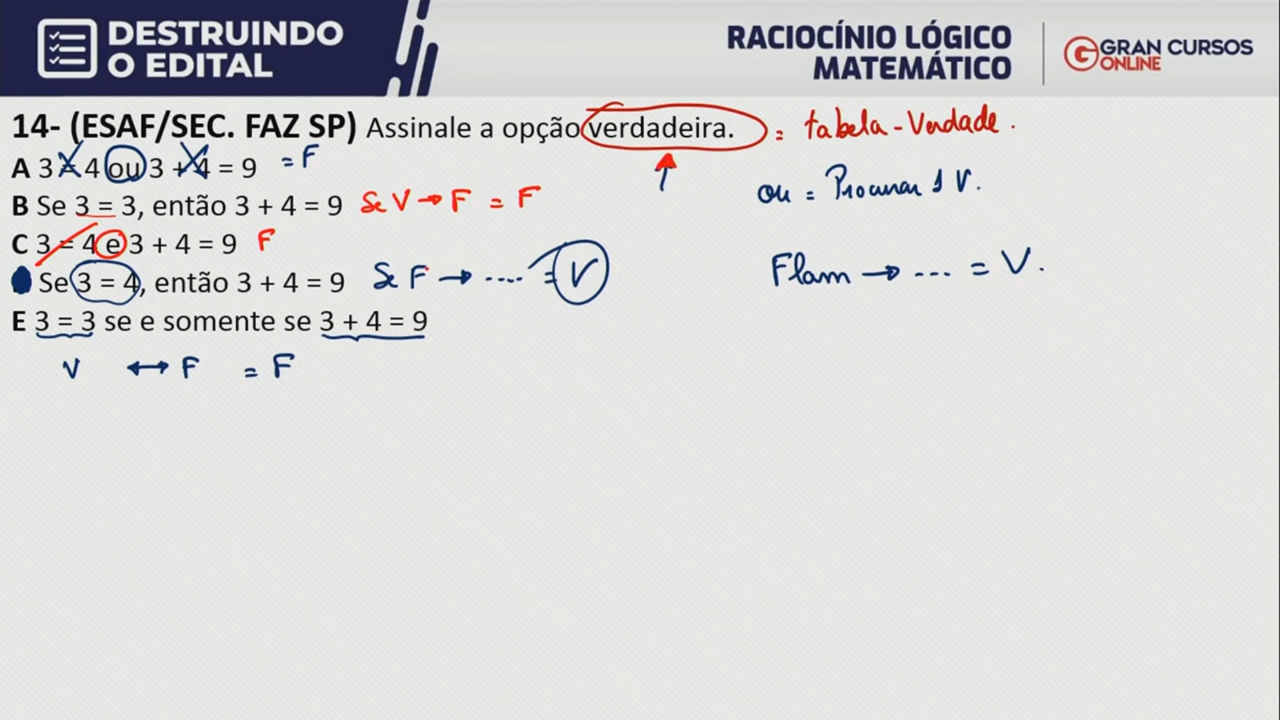 DESTRUINDO
O EDITAL
RACIOCÍNIO LÓGICO
MATEMÁTICO
GRAN CURSOS
ONLINE
14- (ESAF/SEC. FAZ SP) Assinale a opção verdadeira. = tabela-Verdade.
A 3 = 4 ou 3 + 4 = 9 = F
ou = Procurar 1 V.
B Se 3 = 3, então 3 + 4 = 9 Se V → F = F
C 3 = 4 e 3 + 4 = 9 F
Se 3 = 4, então 3 + 4 = 9 Se F → .... = V
Flam → ... = V.
E 3 = 3 se e somente se 3 + 4 = 9
V ↔ F = F